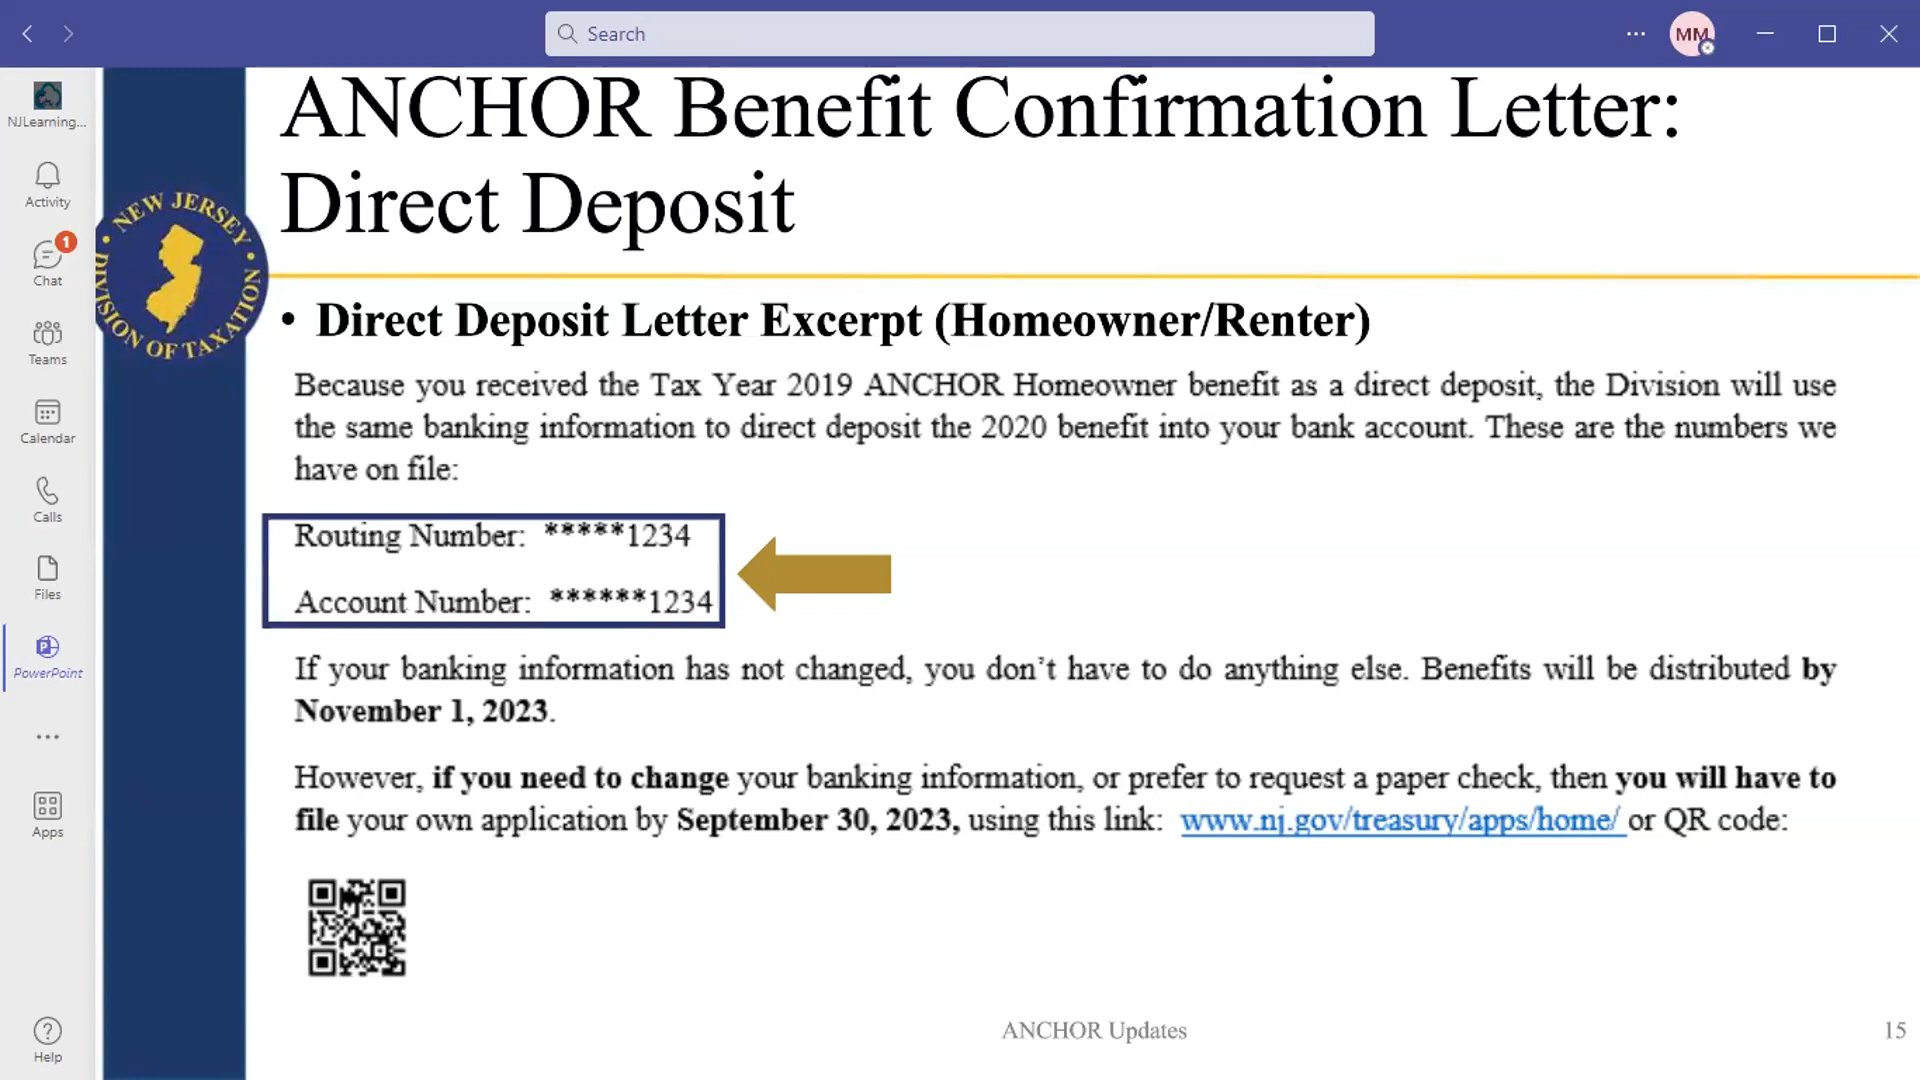 Search
MM
NJLearning...
Activity
1
Chat
Teams
Calendar
Calls
Files
PowerPoint
Apps
Help
NEW JERSEY
DIVISION OF TAXATION
ANCHOR Benefit Confirmation Letter:
Direct Deposit
• Direct Deposit Letter Excerpt (Homeowner/Renter)
Because you received the Tax Year 2019 ANCHOR Homeowner benefit as a direct deposit, the Division will use
the same banking information to direct deposit the 2020 benefit into your bank account. These are the numbers we
have on file:
Routing Number: *****1234
Account Number: ******1234
If your banking information has not changed, you don’t have to do anything else. Benefits will be distributed by
November 1, 2023.
However, if you need to change your banking information, or prefer to request a paper check, then you will have to
file your own application by September 30, 2023, using this link: www.nj.gov/treasury/apps/home/ or QR code:
ANCHOR Updates
15